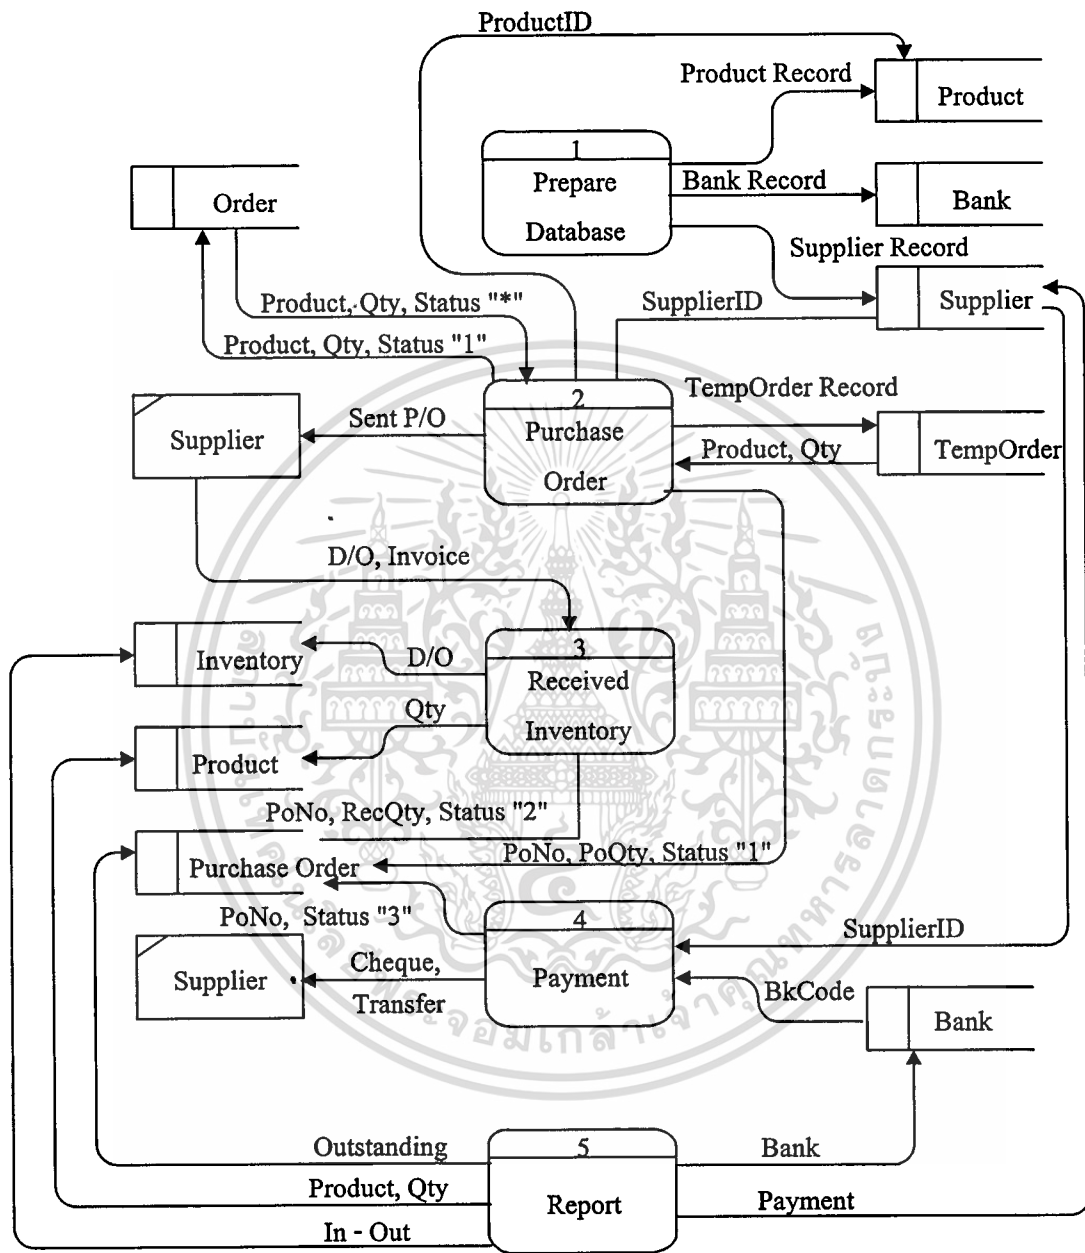 ProductID
Product Record
Product
1
Prepare
Database
Bank Record
Bank
Order
Supplier Record
Supplier
Product, Qty, Status "*"
SupplierID
Product, Qty, Status "1"
2
Purchase
Order
TempOrder Record
Sent P/O
Supplier
Product, Qty
TempOrder
D/O, Invoice
3
Received
Inventory
Inventory
D/O
Qty
Product
PoNo, RecQty, Status "2"
PoNo, PoQty, Status "1"
Purchase Order
PoNo, Status "3"
4
Payment
SupplierID
Supplier
Cheque,
Transfer
BkCode
Bank
Outstanding
5
Report
Bank
Product, Qty
Payment
In - Out